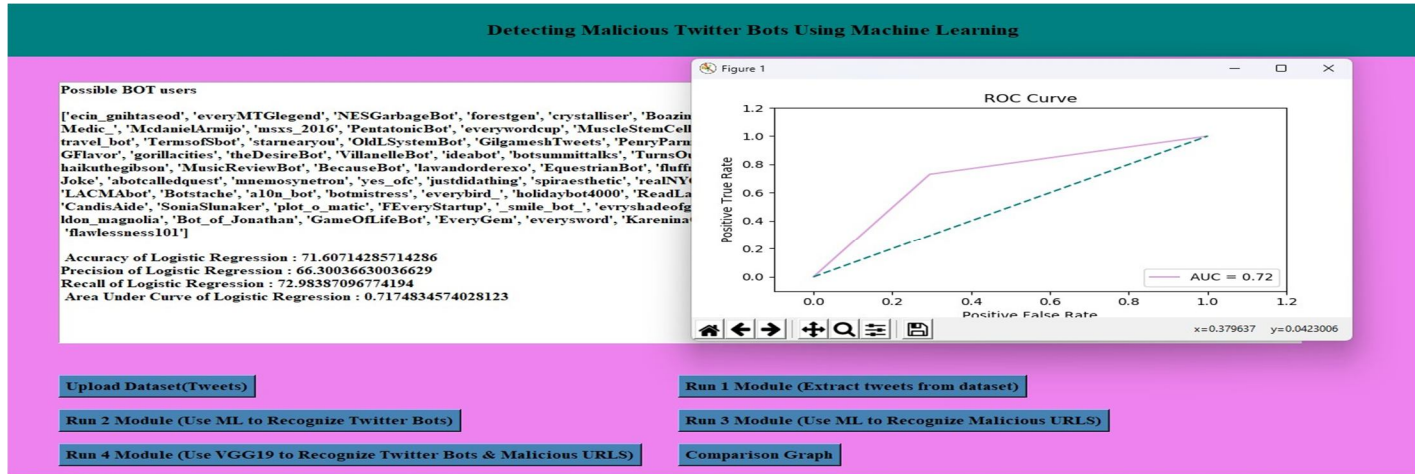 Detecting Malicious Twitter Bots Using Machine Learning
Possible BOT users
['ecin_gnihtaseod', 'everyMTGlegend', 'NESGarbageBot', 'forestgen', 'crystalliser', 'Boazin
Medic_', 'McdanielArmijo', 'msxs_2016', 'PentatonicBot', 'everywordcup', 'MuscleStemCell
travel_bot', 'TermsofSbot', 'starnearyou', 'OldLSystemBot', 'GilgameshTweets', 'PenryParm
GFlavor', 'gorillacities', 'theDesireBot', 'VillanelleBot', 'ideabot', 'botsummittalks', 'TurnsOu
haikuthegibson', 'MusicReviewBot', 'BecauseBot', 'lawandorderexo', 'EquestrianBot', 'fluffr
Joke', 'abotcalledquest', 'mnemosynetron', 'yes_ofc', 'justdidathing', 'spiraesthetic', 'realNY
'LACMAbot', 'Botstache', 'a10n_bot', 'botmistress', 'everybird_', 'holidaybot4000', 'ReadLa
'CandisAide', 'SoniaSlunaker', 'plot_o_matic', 'FEveryStartup', '_smile_bot_', 'evryshadeofg
ldon_magnolia', 'Bot_of_Jonathan', 'GameOfLifeBot', 'EveryGem', 'everysword', 'Karenina
'flawlessness101']
Accuracy of Logistic Regression : 71.60714285714286
Precision of Logistic Regression : 66.30036630036629
Recall of Logistic Regression : 72.98387096774194
Area Under Curve of Logistic Regression : 0.7174834574028123
Figure 1
ROC Curve
1.2
1.0
0.8
0.6
0.4
0.2
0.0
Positive True Rate
AUC = 0.72
0.0 0.2 0.4 0.6 0.8 1.0 1.2
Positive False Rate
x=0.379637 y=0.0423006
Upload Dataset(Tweets)
Run 1 Module (Extract tweets from dataset)
Run 2 Module (Use ML to Recognize Twitter Bots)
Run 3 Module (Use ML to Recognize Malicious URLS)
Run 4 Module (Use VGG19 to Recognize Twitter Bots & Malicious URLS)
Comparison Graph